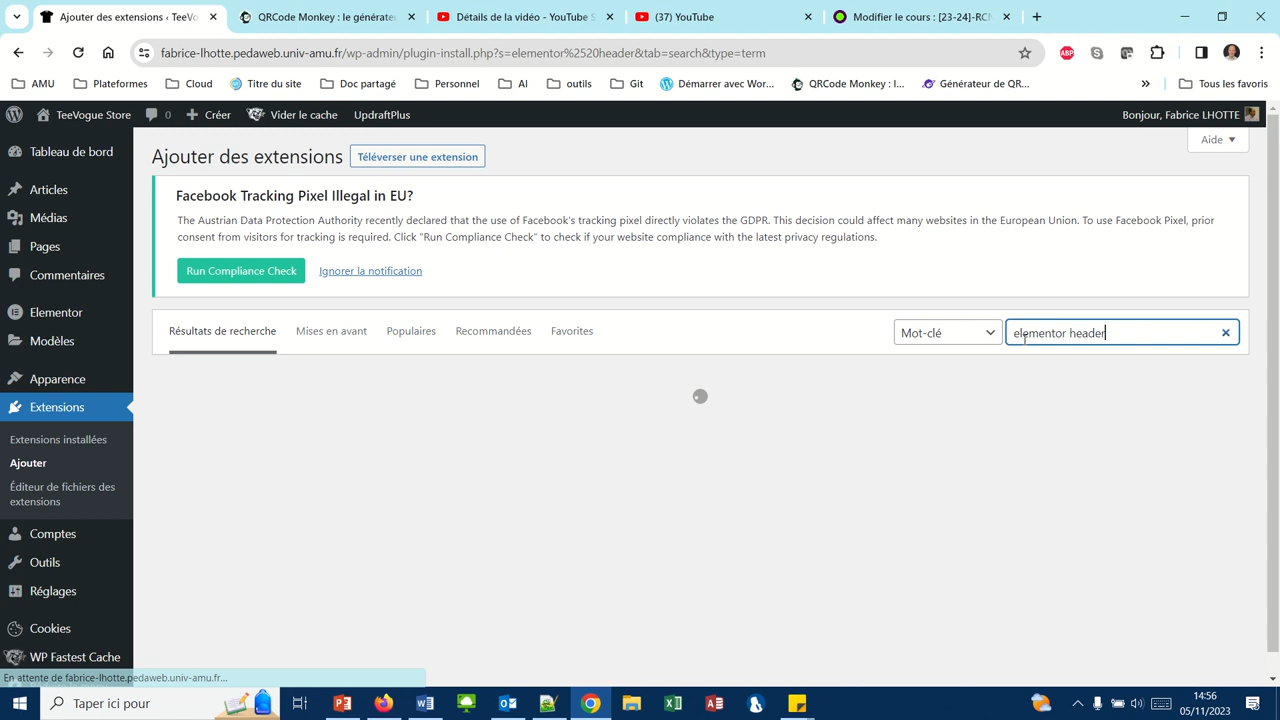 Ajouter des extensions ‹ TeeVo
QRCode Monkey : le générateu
Détails de la vidéo - YouTube S
(37) YouTube
Modifier le cours : [23-24]-RCI
fabrice-lhotte.pedaweb.univ-amu.fr/wp-admin/plugin-install.php?s=elementor%2520header&tab=search&type=term
ABP
AMU
Plateformes
Cloud
Titre du site
Doc partagé
Personnel
AI
outils
Git
Démarrer avec Wor...
QRCode Monkey : l...
Générateur de QR...
»
Tous les favoris
TeeVogue Store
0
Créer
Vider le cache
UpdraftPlus
Bonjour, Fabrice LHOTTE
Tableau de bord
Articles
Médias
Pages
Commentaires
Elementor
Modèles
Apparence
Extensions
Extensions installées
Ajouter
Éditeur de fichiers des
extensions
Comptes
Outils
Réglages
Cookies
WP Fastest Cache
Aide
Ajouter des extensions
Téléverser une extension
Facebook Tracking Pixel Illegal in EU?
The Austrian Data Protection Authority recently declared that the use of Facebook's tracking pixel directly violates the GDPR. This decision could affect many websites in the European Union. To use Facebook Pixel, prior
consent from visitors for tracking is required. Click "Run Compliance Check" to check if your website compliance with the latest privacy regulations.
Run Compliance Check
Ignorer la notification
Résultats de recherche
Mises en avant
Populaires
Recommandées
Favorites
Mot-clé
elementor header
En attente de fabrice-lhotte.pedaweb.univ-amu.fr...
Taper ici pour
14:56
05/11/2023